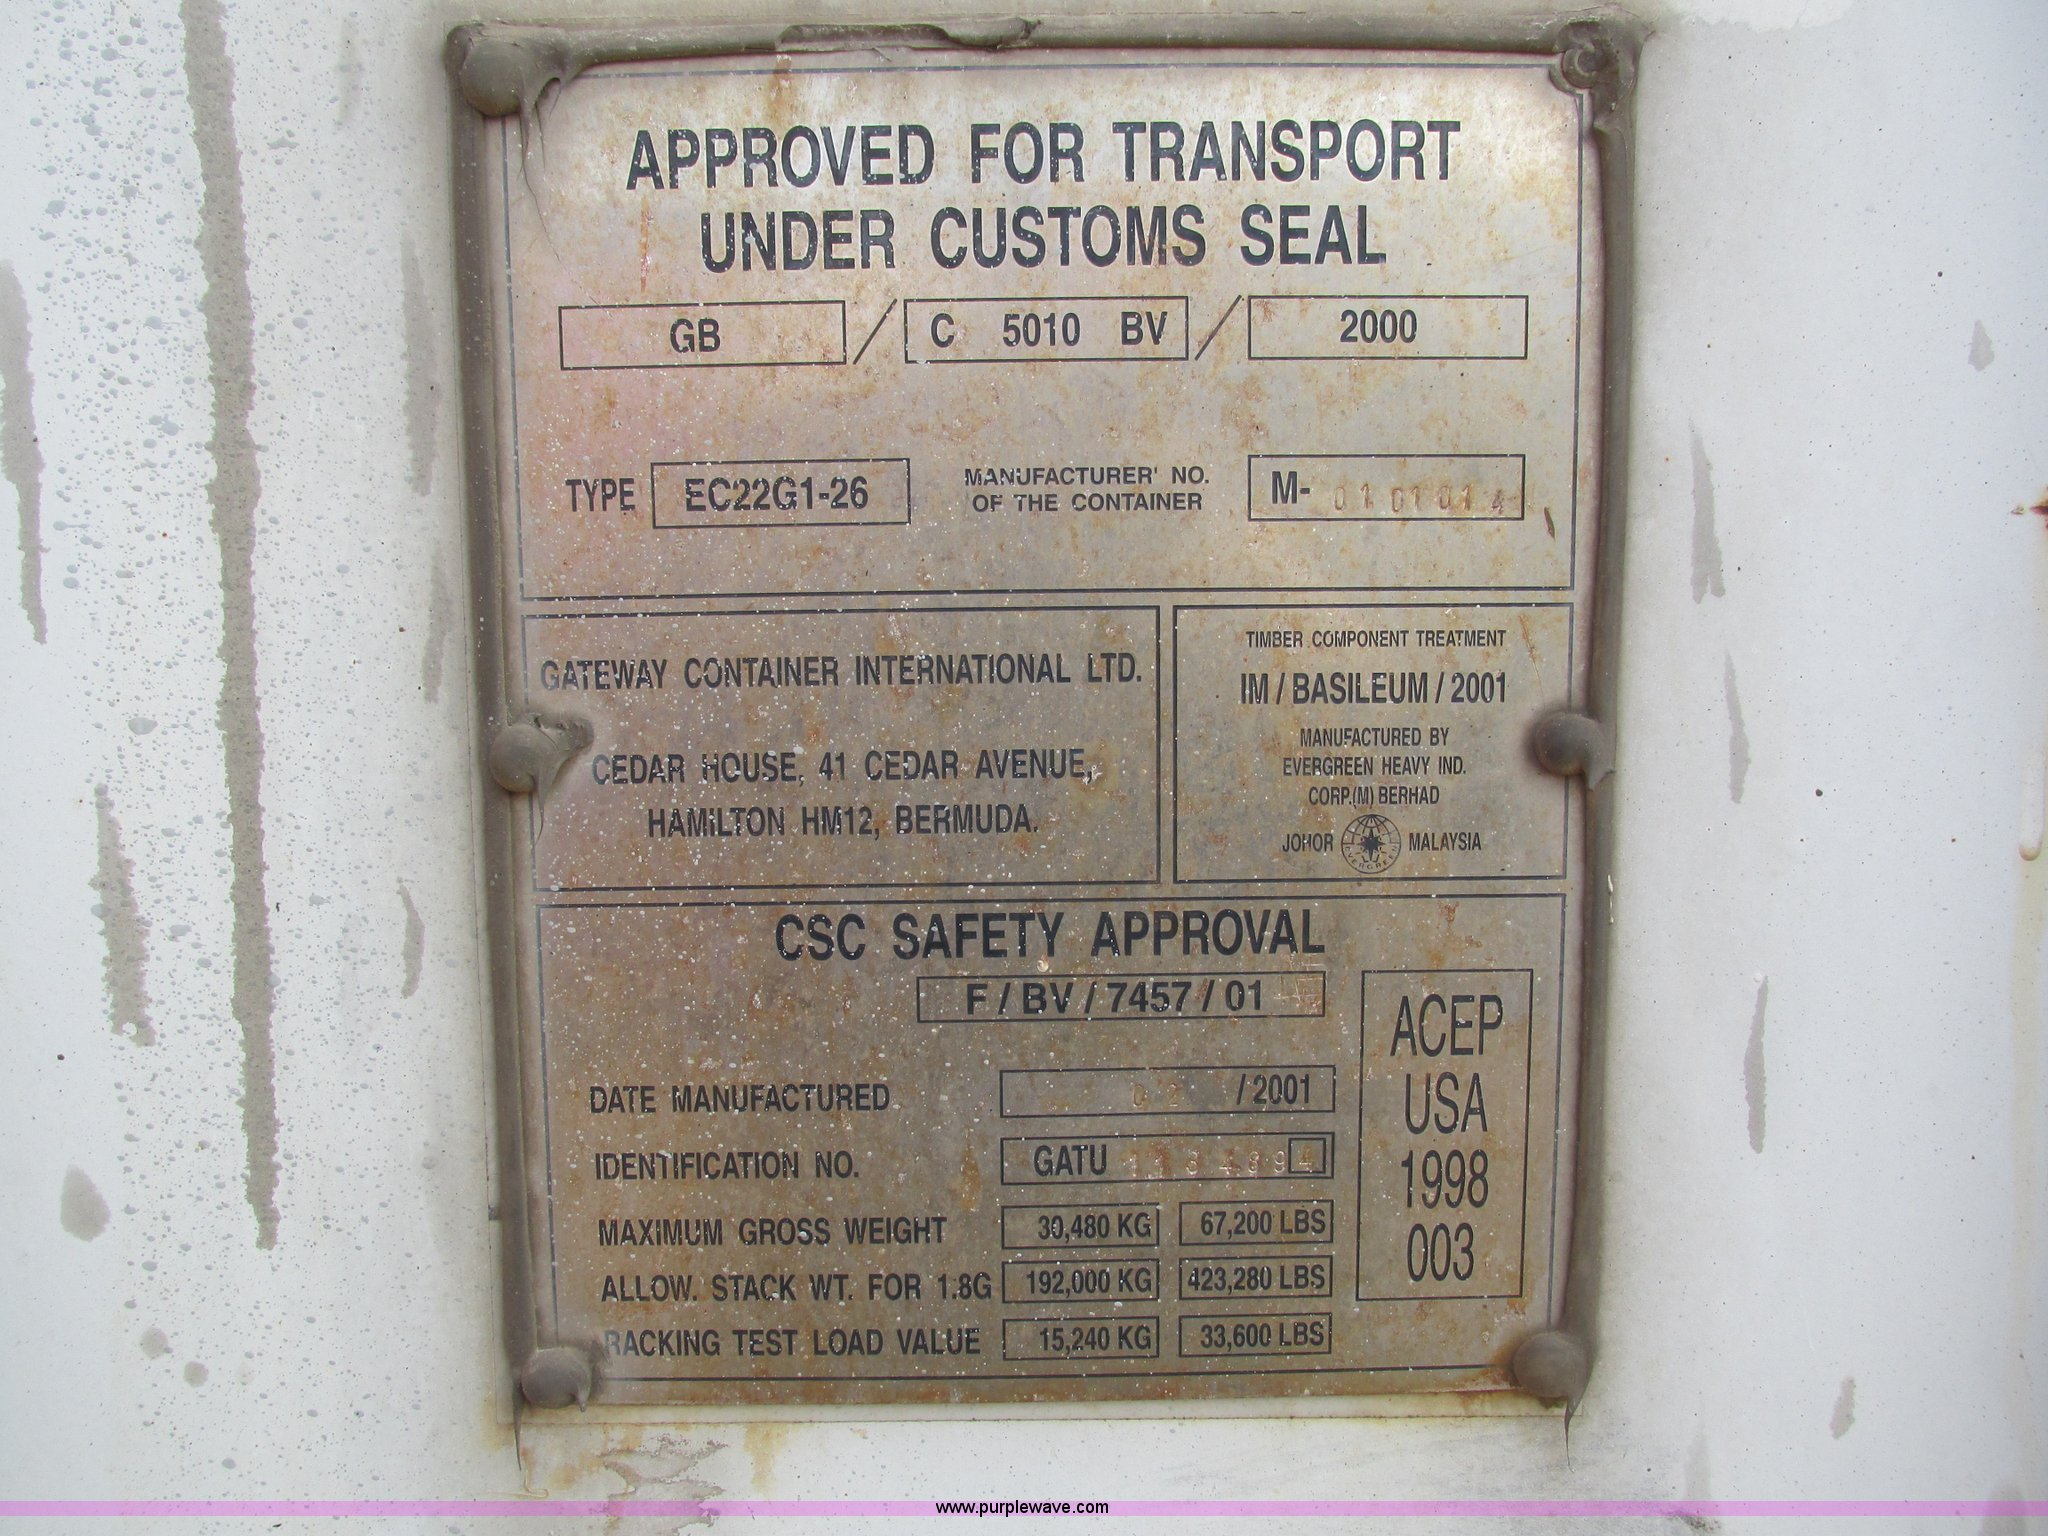 APPROVED FOR TRANSPORT
UNDER CUSTOMS SEAL
GB / C 5010 BV / 2000
TYPE EC22G1-26
MANUFACTURER' NO.
OF THE CONTAINER
M- 0101014
GATEWAY CONTAINER INTERNATIONAL LTD.
CEDAR HOUSE, 41 CEDAR AVENUE,
HAMILTON HM12, BERMUDA.
TIMBER COMPONENT TREATMENT
IM / BASILEUM / 2001
MANUFACTURED BY
EVERGREEN HEAVY IND.
CORP.(M) BERHAD
JOHOR EVERGREEN MALAYSIA
CSC SAFETY APPROVAL
F / BV / 7457 / 01
DATE MANUFACTURED 02 / 2001
IDENTIFICATION NO. GATU
MAXIMUM GROSS WEIGHT 30,480 KG 67,200 LBS
ALLOW. STACK WT. FOR 1.8G 192,000 KG 423,280 LBS
RACKING TEST LOAD VALUE 15,240 KG 33,600 LBS
ACEP
USA
1998
003
www.purplewave.com